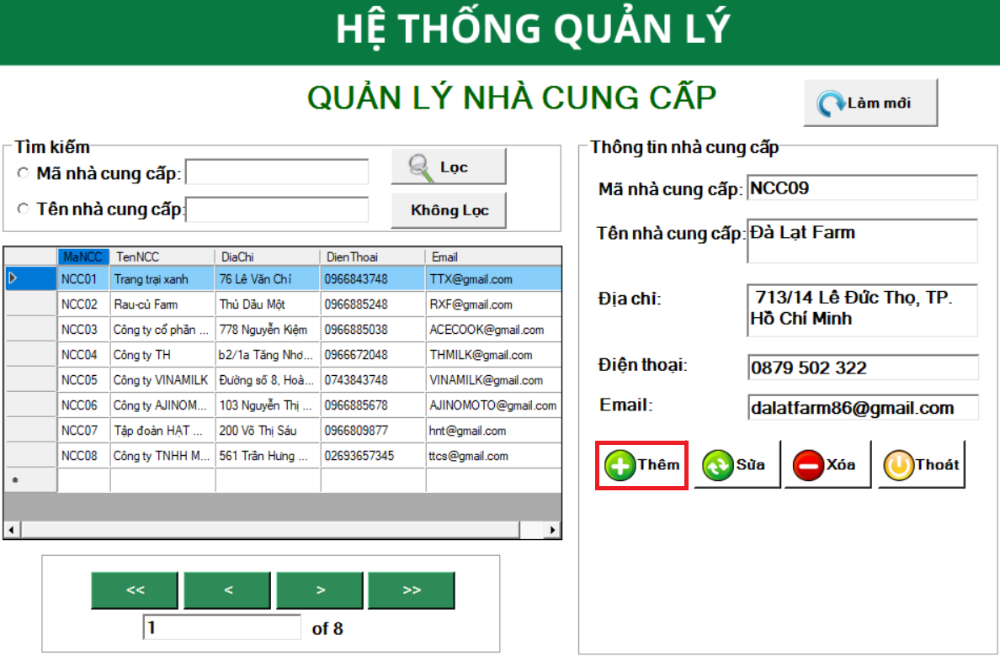 HỆ THỐNG QUẢN LÝ
QUẢN LÝ NHÀ CUNG CẤP
Làm mới
Tìm kiếm
Mã nhà cung cấp:
Lọc
Tên nhà cung cấp:
Không Lọc
MaNCC TenNCC DiaChi DienThoai Email
NCC01 Trang trại xanh 76 Lê Văn Chí 0966843748 TTX@gmail.com
NCC02 Rau-củ Farm Thủ Dầu Một 0966885248 RXF@gmail.com
NCC03 Công ty cổ phần ... 778 Nguyễn Kiệm 0966885038 ACECOOK@gmail.com
NCC04 Công ty TH b2/1a Tăng Nhơ... 0966672048 THMILK@gmail.com
NCC05 Công ty VINAMILK Đường số 8, Hoà... 0743843748 VINAMILK@gmail.com
NCC06 Công ty AJINOM... 103 Nguyễn Thị ... 0966885678 AJINOMOTO@gmail.com
NCC07 Tập đoàn HẠT ... 200 Võ Thị Sáu 0966809877 hnt@gmail.com
NCC08 Công ty TNHH M... 561 Trần Hưng ... 02693657345 ttcs@gmail.com
*
<< < > >>
1 of 8
Thông tin nhà cung cấp
Mã nhà cung cấp: NCC09
Tên nhà cung cấp: Đà Lạt Farm
Địa chỉ: 713/14 Lê Đức Thọ, TP.
Hồ Chí Minh
Điện thoại: 0879 502 322
Email: dalatfarm86@gmail.com
Thêm Sửa Xóa Thoát